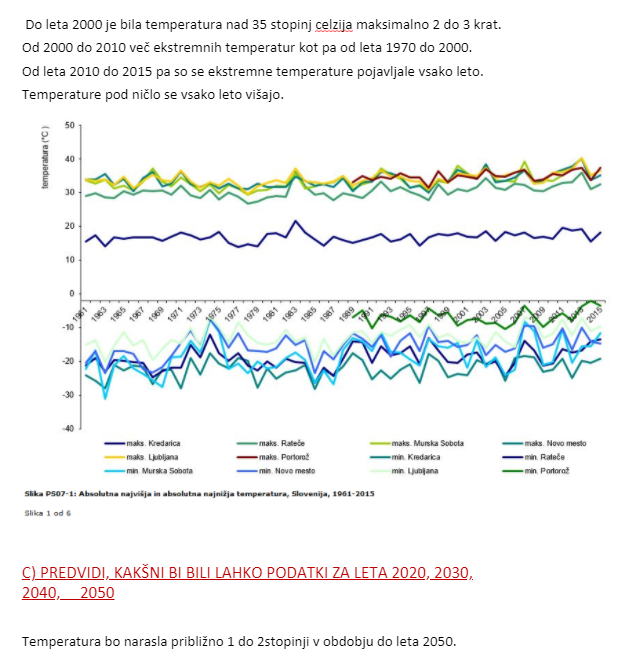 Do leta 2000 je bila temperatura nad 35 stopinj celzija maksimalno 2 do 3 krat.
Od 2000 do 2010 več ekstremnih temperatur kot pa od leta 1970 do 2000.
Od leta 2010 do 2015 pa so se ekstremne temperature pojavljale vsako leto.
Temperature pod ničlo se vsako leto višajo.
temperatura (°C)
50
40
30
20
10
0
-10
-20
-30
-40
1961 1963 1965 1967 1969 1971 1973 1975 1977 1979 1981 1983 1985 1987 1989 1991 1993 1995 1997 1999 2001 2003 2005 2007 2009 2011 2013 2015
maks. Kredarica maks. Rateče maks. Murska Sobota maks. Novo mesto
maks. Ljubljana maks. Portorož min. Kredarica min. Rateče
min. Murska Sobota min. Novo mesto min. Ljubljana min. Portorož
Slika PS07-1: Absolutna najvišja in absolutna najnižja temperatura, Slovenija, 1961-2015
Slika 1 od 6
C) PREDVIDI, KAKŠNI BI BILI LAHKO PODATKI ZA LETA 2020, 2030,
2040, 2050
Temperatura bo narasla približno 1 do 2stopinji v obdobju do leta 2050.